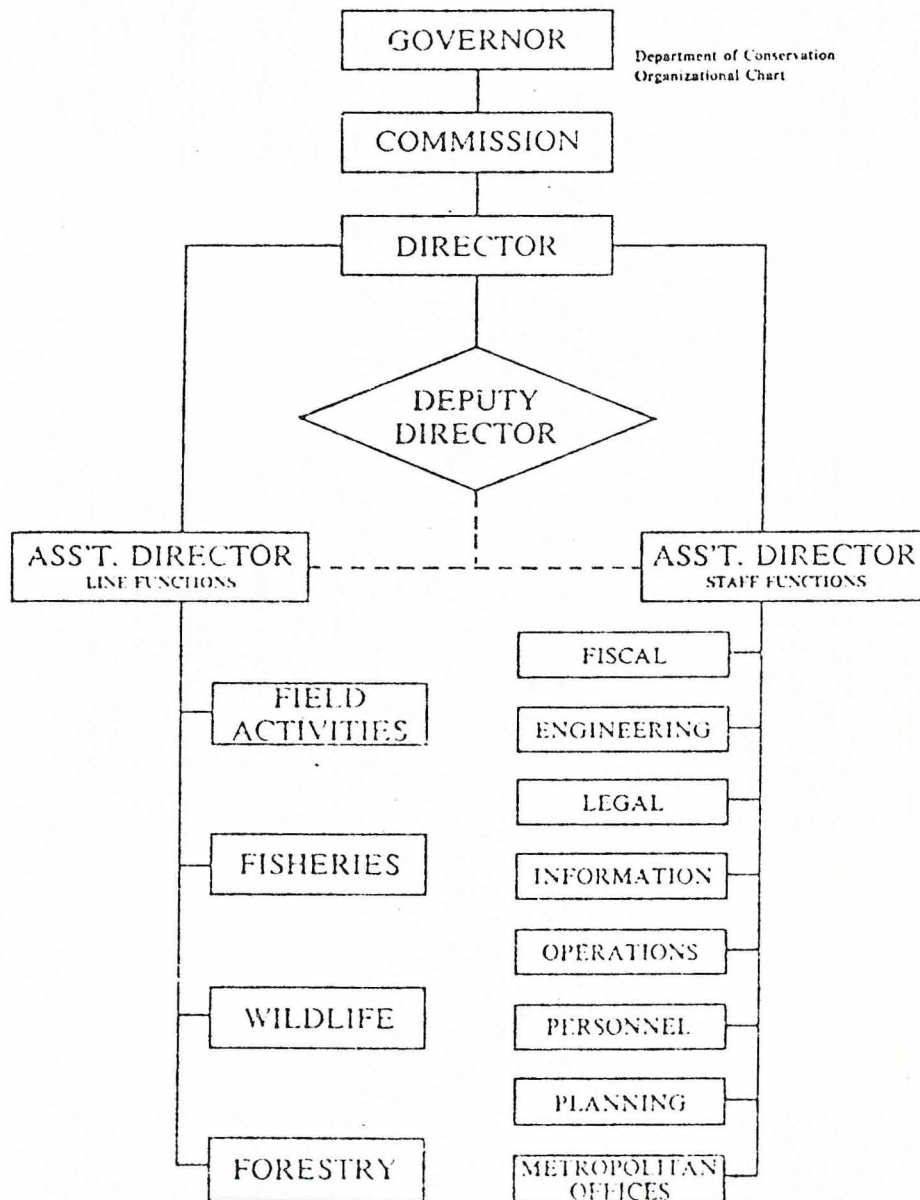 GOVERNOR
Department of Conservation
Organizational Chart
COMMISSION
DIRECTOR
DEPUTY
DIRECTOR
ASS'T. DIRECTOR
LINE FUNCTIONS
ASS'T. DIRECTOR
STAFF FUNCTIONS
FIELD
ACTIVITIES
FISHERIES
WILDLIFE
FORESTRY
FISCAL
ENGINEERING
LEGAL
INFORMATION
OPERATIONS
PERSONNEL
PLANNING
METROPOLITAN
OFFICES